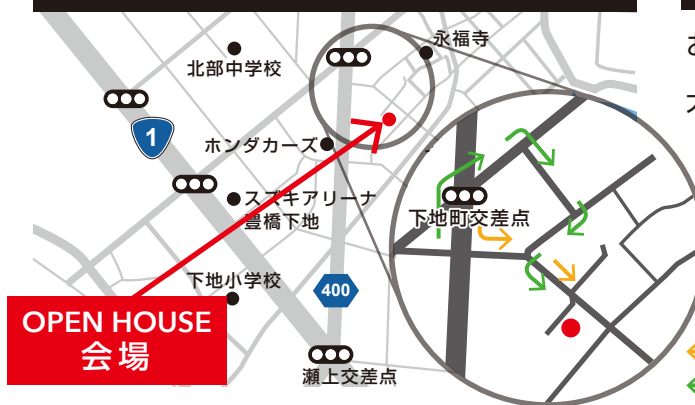 永福寺
北部中学校
1
ホンダカーズ
スズキアリーナ
豊橋下地
下地町交差点
下地小学校
400
OPEN HOUSE
会場
瀬上交差点